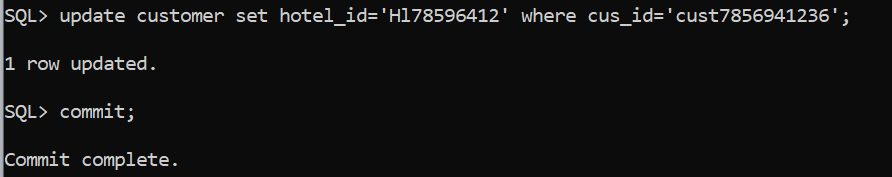 SQL> update customer set hotel_id='Hl78596412' where cus_id='cust7856941236';
1 row updated.
SQL> commit;
Commit complete.